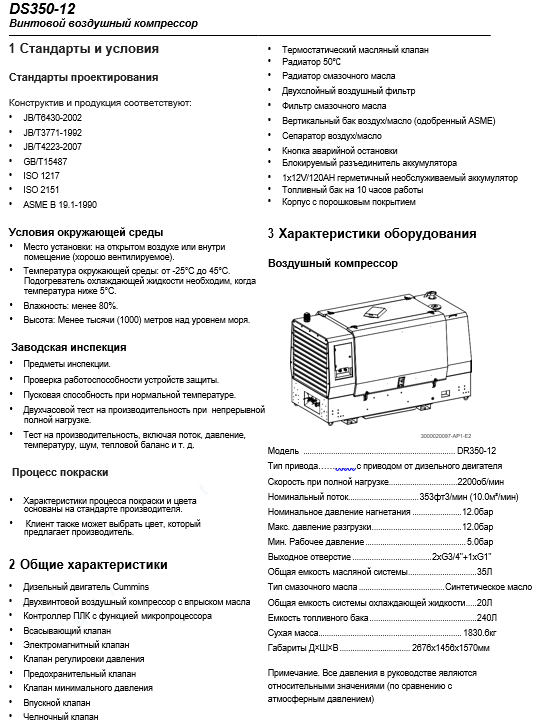 DS350-12
Винтовой воздушный компрессор
1 Стандарты и условия
Стандарты проектирования
Конструктив и продукция соответствуют:
• JB/T6430-2002
• JB/T3771-1992
• JB/T4223-2007
• GB/T15487
• ISO 1217
• ISO 2151
• ASME B 19.1-1990
Условия окружающей среды
• Место установки: на открытом воздухе или внутри
помещение (хорошо вентилируемое).
• Температура окружающей среды: от -25°C до 45°C.
Подогреватель охлаждающей жидкости необходим, когда
температура ниже 5°C.
• Влажность: менее 80%.
• Высота: Менее тысячи (1000) метров над уровнем моря.
Заводская инспекция
• Предметы инспекции.
• Проверка работоспособности устройств защиты.
• Пусковая способность при нормальной температуре.
• Двухчасовой тест на производительность при непрерывной
полной нагрузке.
• Тест на производительность, включая поток, давление,
температуру, шум, тепловой баланс и т. д.
Процесс покраски
• Характеристики процесса покраски и цвета
основаны на стандарте производителя.
• Клиент также может выбрать цвет, который
предлагает производитель.
2 Общие характеристики
• Дизельный двигатель Cummins
• Двухвинтовой воздушный компрессор с впрыском масла
• Контроллер ПЛК с функцией микропроцессора
• Всасывающий клапан
• Электромагнитный клапан
• Клапан регулировки давления
• Предохранительный клапан
• Клапан минимального давления
• Впускной клапан
• Челночный клапан
• Термостатический масляный клапан
• Радиатор 50℃
• Радиатор смазочного масла
• Двухслойный воздушный фильтр
• Фильтр смазочного масла
• Вертикальный бак воздух/масло (одобренный ASME)
• Сепаратор воздух/масло
• Кнопка аварийной остановки
• Блокируемый разъединитель аккумулятора
• 1x12V/120AH герметичный необслуживаемый аккумулятор
• Топливный бак на 10 часов работы
• Корпус с порошковым покрытием
3 Характеристики оборудования
Воздушный компрессор
3000020097-AP1-E2
Модель ........................................................ DR350-12
Тип привода.............с приводом от дизельного двигателя
Скорость при полной нагрузке.........................2200об/мин
Номинальный поток..........................353фт3/мин (10.0м³/мин)
Номинальное давление нагнетания ..................12.0бар
Макс. давление разгрузки.................................12.0бар
Мин. Рабочее давление .....................................5.0бар
Выходное отверстие .............................2xG3/4"+1xG1"
Общая емкость масляной системы.........................35Л
Тип смазочного масла ...............................Синтетическое масло
Общая емкость системы охлаждающей жидкости.....20Л
Емкость топливного бака.......................................240Л
Сухая масса.................................................... 1830.6кг
Габариты Д×Ш×В .......................... 2676x1456x1570мм
Примечание. Все давления в руководстве являются
относительными значениями (по сравнению с
атмосферным давлением)